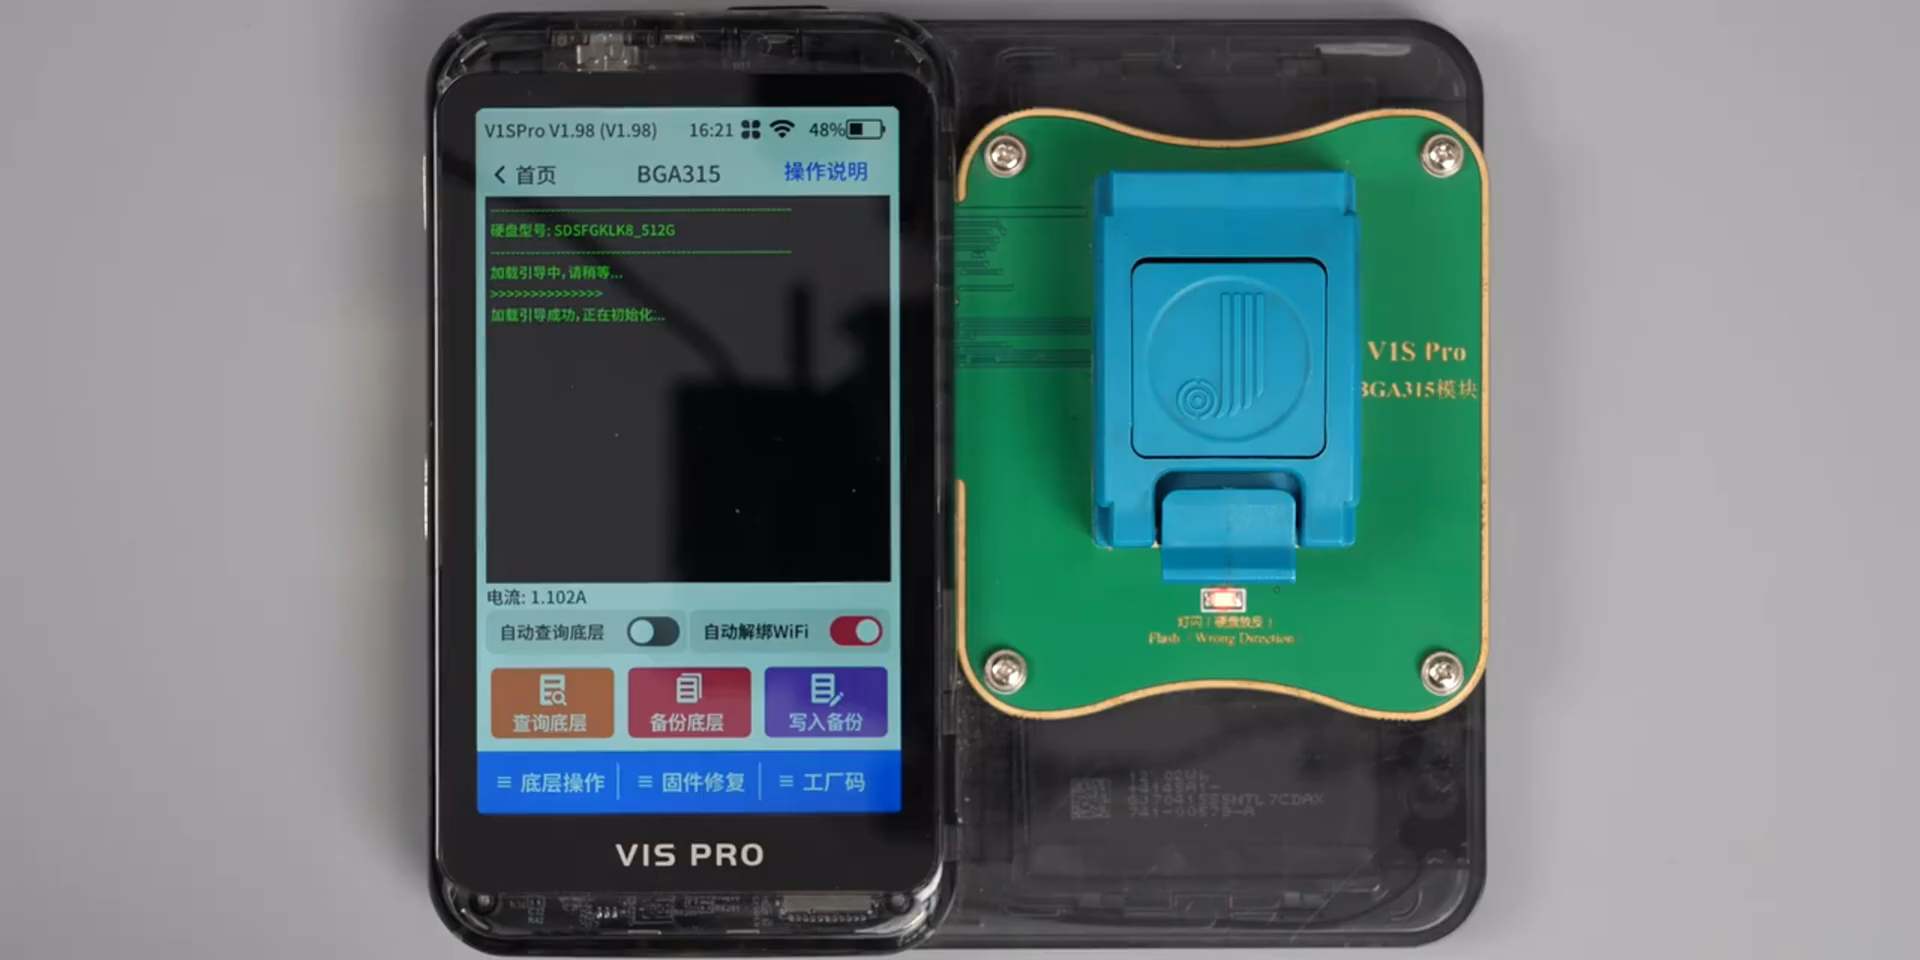 V1SPro V1.98 (V1.98) 16:21 48%
首页 BGA315 操作说明
硬盘型号: SDSFGKLK8_512G
加载引导中,请稍等...
>>>>>>>>>>>>>>>
加载引导成功,正在初始化...
电流: 1.102A
自动查询底层 自动解绑WiFi
查询底层 备份底层 写入备份
底层操作 固件修复 工厂码
VIS PRO
V1S Pro
BGA315模块
Flash Wrong Direction